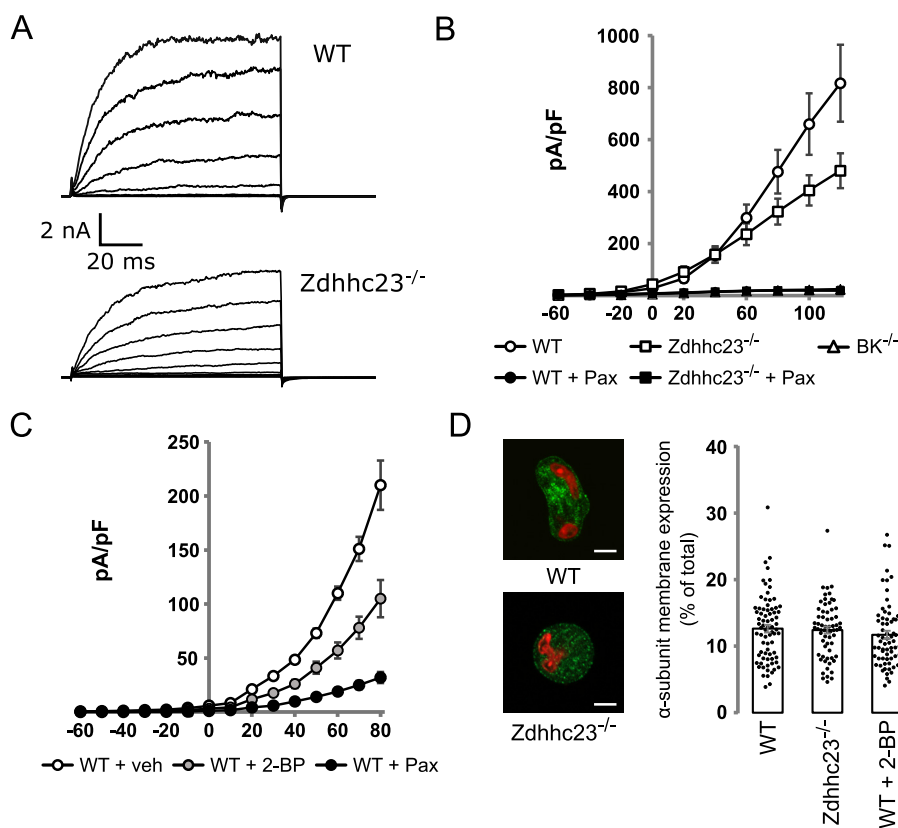 A
WT
2 nA
20 ms
Zdhhc23-/-
B
pA/pF
1000
800
600
400
200
-60 -20 0 20 60 100
WT Zdhhc23-/- BK-/-
WT + Pax Zdhhc23-/- + Pax
C
pA/pF
250
200
150
100
50
-60 -40 -20 0 20 40 60 80
WT + veh WT + 2-BP WT + Pax
D
WT
Zdhhc23-/-
α-subunit membrane expression
(% of total)
40
30
20
10
0
WT
Zdhhc23-/-
WT + 2-BP